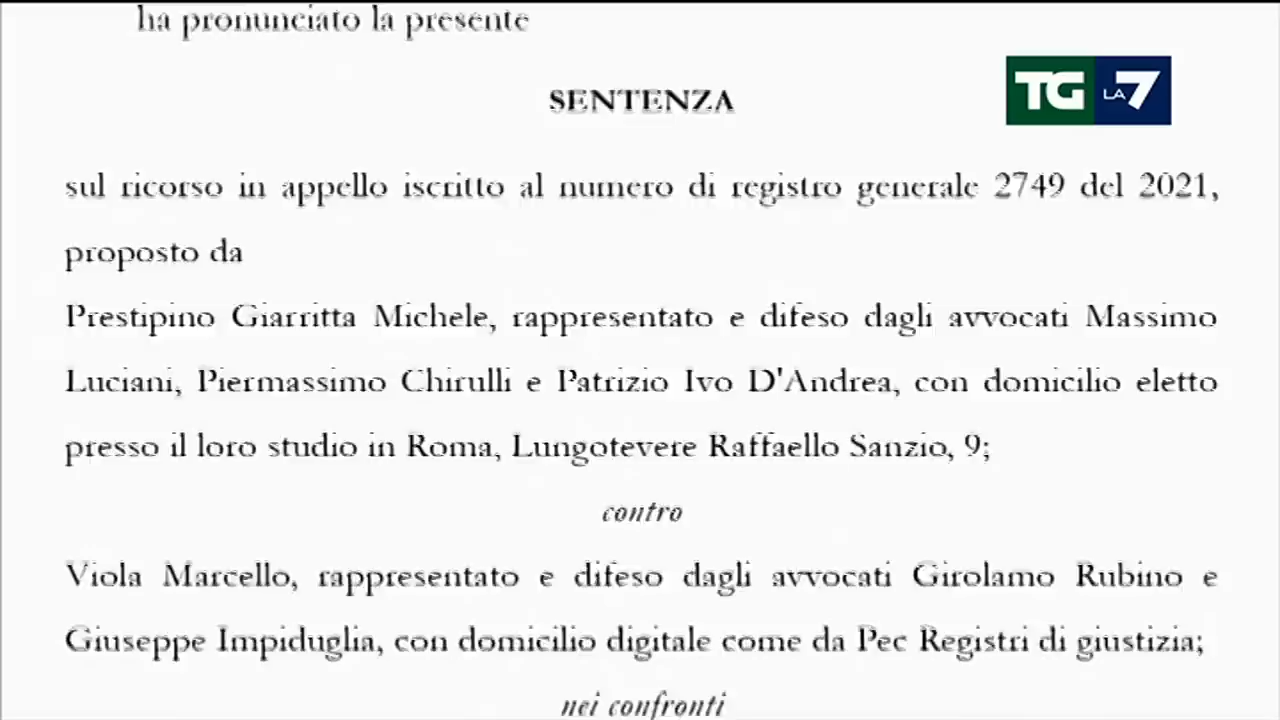 ha pronunciato la presente
SENTENZA
TG LA7
sul ricorso in appello iscritto al numero di registro generale 2749 del 2021,
proposto da
Prestipino Giarritta Michele, rappresentato e difeso dagli avvocati Massimo
Luciani, Piermassimo Chirulli e Patrizio Ivo D'Andrea, con domicilio eletto
presso il loro studio in Roma, Lungotevere Raffaello Sanzio, 9;
contro
Viola Marcello, rappresentato e difeso dagli avvocati Girolamo Rubino e
Giuseppe Impiduglia, con domicilio digitale come da Pec Registri di giustizia;
nei confronti